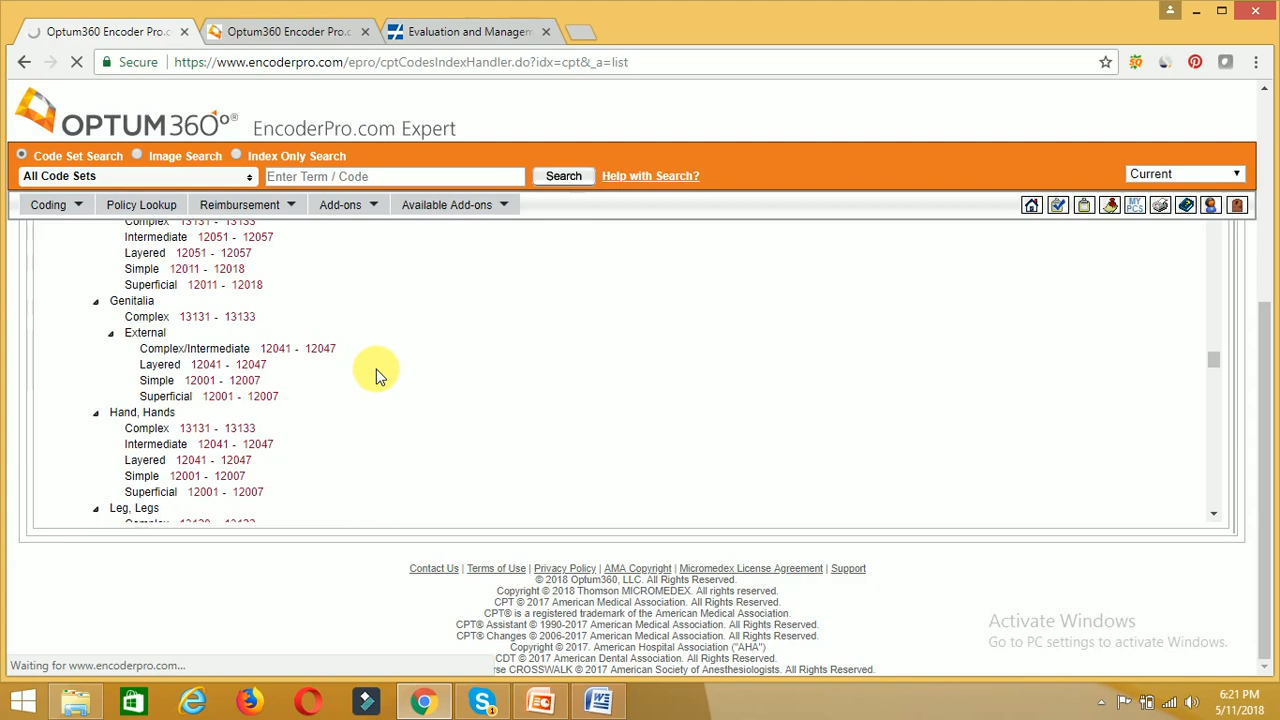 Optum360 Encoder Pro.c
Optum360 Encoder Pro.c
Evaluation and Managem
Secure
https://www.encoderpro.com/epro/cptCodesIndexHandler.do?idx=cpt&_a=list
OPTUM360°®
EncoderPro.com Expert
Code Set Search
Image Search
Index Only Search
All Code Sets
Enter Term / Code
Search
Help with Search?
Current
Coding
Policy Lookup
Reimbursement
Add-ons
Available Add-ons
MY PCS
Complex 13131 - 13133
Intermediate 12051 - 12057
Layered 12051 - 12057
Simple 12011 - 12018
Superficial 12011 - 12018
Genitalia
Complex 13131 - 13133
External
Complex/Intermediate 12041 - 12047
Layered 12041 - 12047
Simple 12001 - 12007
Superficial 12001 - 12007
Hand, Hands
Complex 13131 - 13133
Intermediate 12041 - 12047
Layered 12041 - 12047
Simple 12001 - 12007
Superficial 12001 - 12007
Leg, Legs
Contact Us | Terms of Use | Privacy Policy | AMA Copyright | Micromedex License Agreement | Support
© 2018 Optum360, LLC. All Rights Reserved.
Copyright © 2018 Thomson MICROMEDEX. All rights reserved.
CPT © 2017 American Medical Association. All Rights Reserved.
CPT® is a registered trademark of the American Medical Association.
CPT® Assistant © 1990-2017 American Medical Association. All Rights Reserved.
CPT® Changes © 2006-2017 American Medical Association. All Rights Reserved.
Copyright © 2017. American Hospital Association ("AHA")
CDT © 2017 American Dental Association. All Rights Reserved.
rse CROSSWALK © 2017 American Society of Anesthesiologists. All Rights Reserved.
Activate Windows
Go to PC settings to activate Windows.
Waiting for www.encoderpro.com...
6:21 PM
5/11/2018